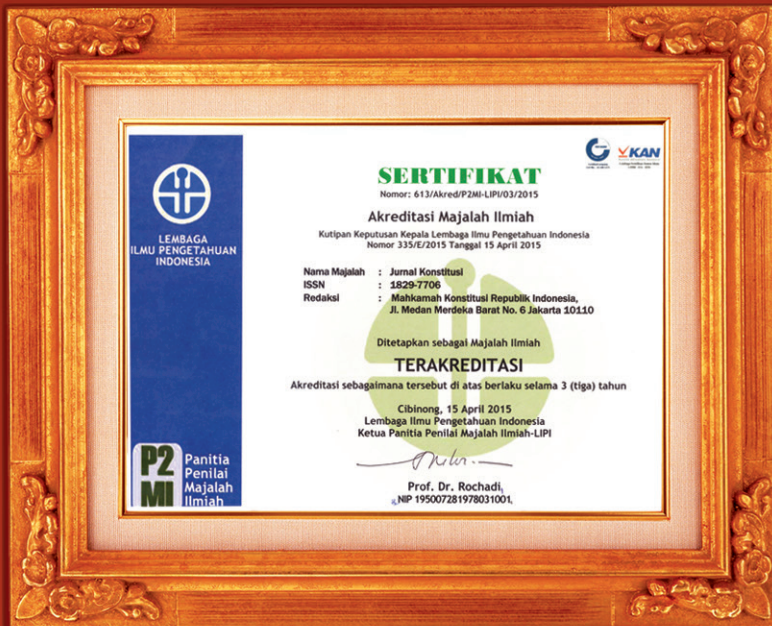 LEMBAGA
ILMU PENGETAHUAN
INDONESIA
P2
MI
Panitia
Penilai
Majalah
Ilmiah
KAN
SERTIFIKAT
Nomor: 613/Akred/P2MI-LIPI/03/2015
Akreditasi Majalah Ilmiah
Kutipan Keputusan Kepala Lembaga Ilmu Pengetahuan Indonesia
Nomor 335/E/2015 Tanggal 15 April 2015
Nama Majalah : Jurnal Konstitusi
ISSN : 1829-7706
Redaksi : Mahkamah Konstitusi Republik Indonesia,
Jl. Medan Merdeka Barat No. 6 Jakarta 10110
Ditetapkan sebagai Majalah Ilmiah
TERAKREDITASI
Akreditasi sebagaimana tersebut di atas berlaku selama 3 (tiga) tahun
Cibinong, 15 April 2015
Lembaga Ilmu Pengetahuan Indonesia
Ketua Panitia Penilai Majalah Ilmiah-LIPI
Prof. Dr. Rochadi,
NIP 195007281978031001,